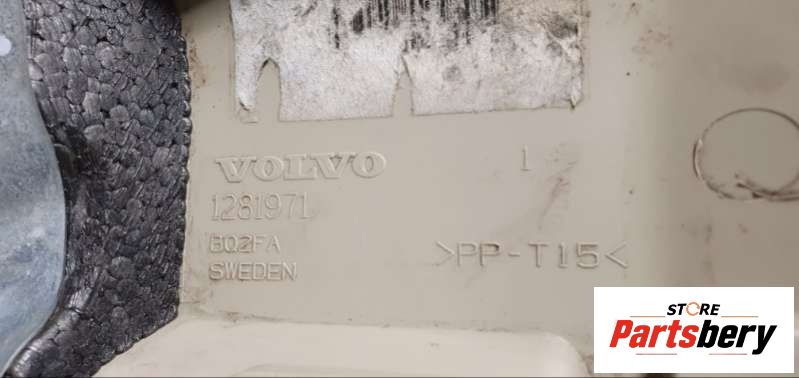 VOLVO
1
1281971
BQ2FA
>PP-T15<
SWEDEN
STORE
Partsbery